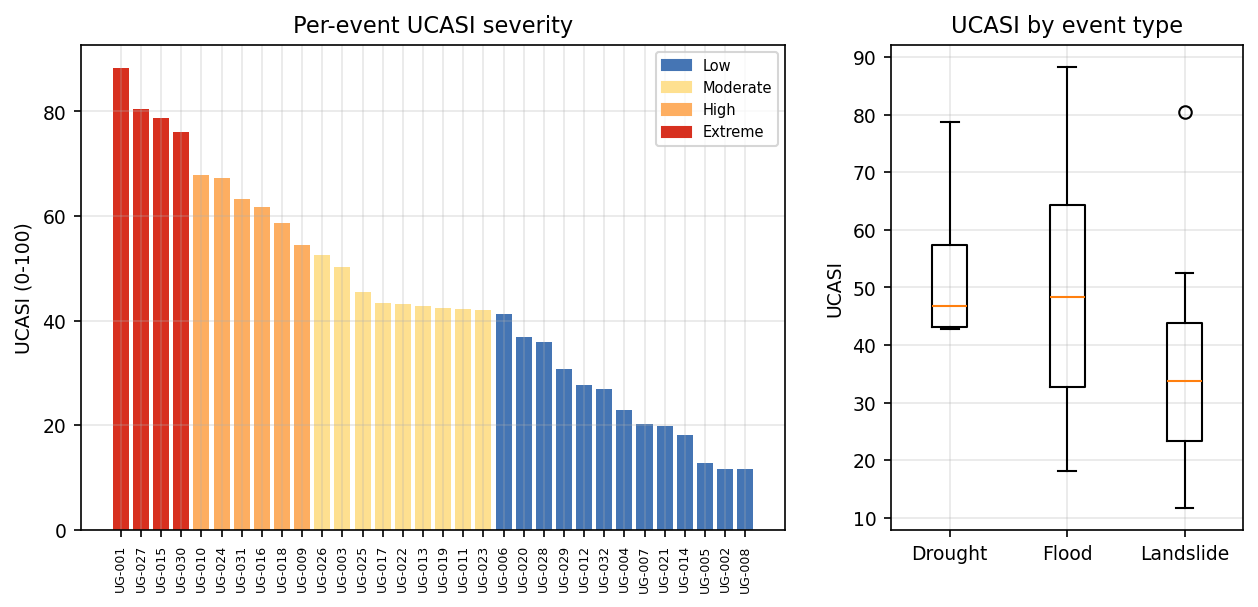 Per-event UCASI severity
UCASI (0-100)
80
60
40
20
0
Low
Moderate
High
Extreme
UG-001
UG-027
UG-015
UG-030
UG-010
UG-024
UG-031
UG-016
UG-018
UG-009
UG-026
UG-003
UG-025
UG-017
UG-022
UG-013
UG-019
UG-011
UG-023
UG-006
UG-020
UG-028
UG-029
UG-012
UG-032
UG-004
UG-007
UG-021
UG-014
UG-005
UG-002
UG-008
UCASI by event type
UCASI
90
80
70
60
50
40
30
20
10
Drought
Flood
Landslide